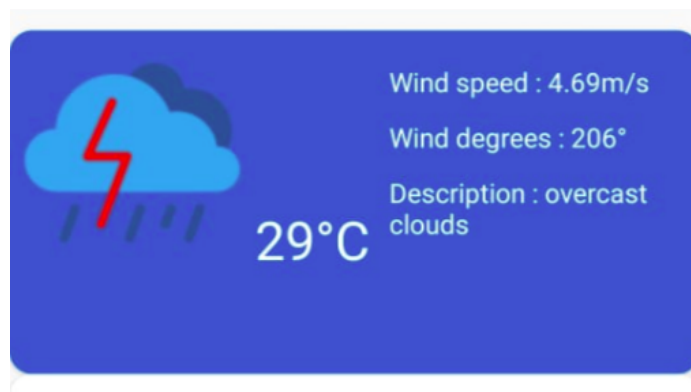 Wind speed : 4.69m/s
Wind degrees : 206°
Description : overcast
clouds
29°C